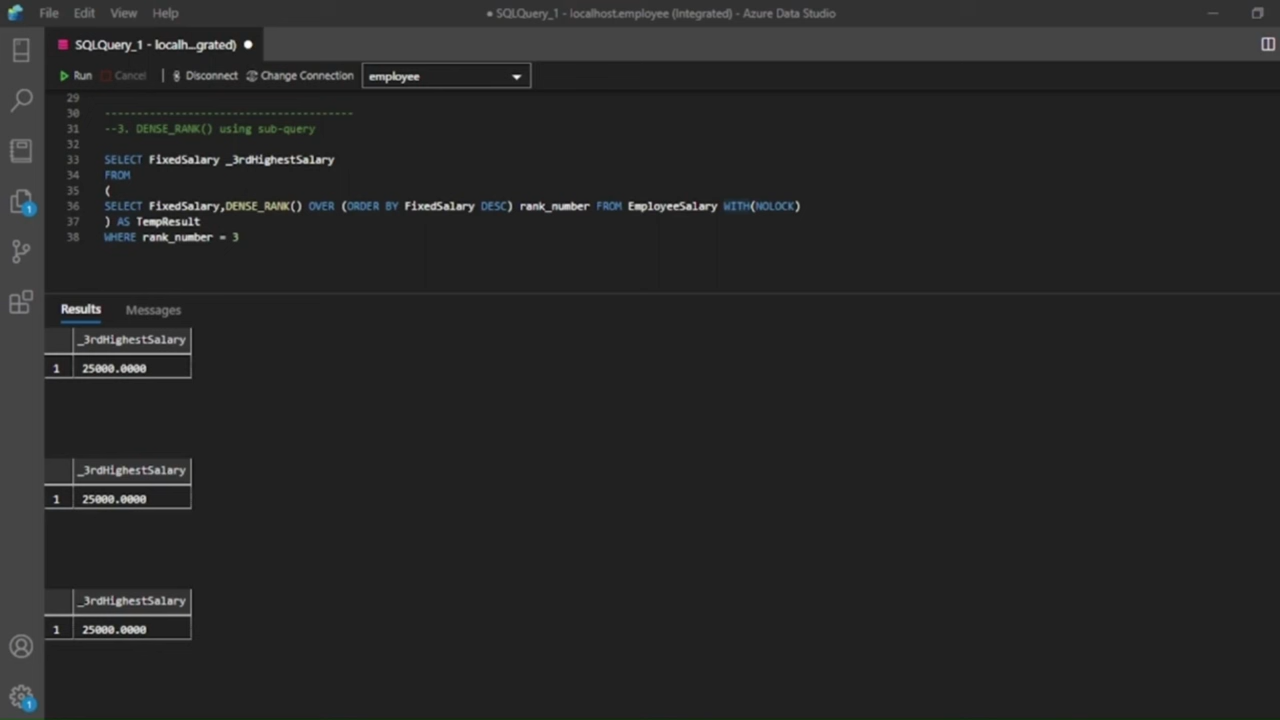 File Edit View Help
● SQLQuery_1 - localhost.employee (Integrated) - Azure Data Studio
SQLQuery_1 - localh...grated) ●
Run Cancel Disconnect Change Connection employee
29
30 ---------------------------------------
31 --3. DENSE_RANK() using sub-query
32
33 SELECT FixedSalary _3rdHighestSalary
34 FROM
35 (
36 SELECT FixedSalary,DENSE_RANK() OVER (ORDER BY FixedSalary DESC) rank_number FROM EmployeeSalary WITH(NOLOCK)
37 ) AS TempResult
38 WHERE rank_number = 3
1
Results Messages
_3rdHighestSalary
1 25000.0000
_3rdHighestSalary
1 25000.0000
_3rdHighestSalary
1 25000.0000
1